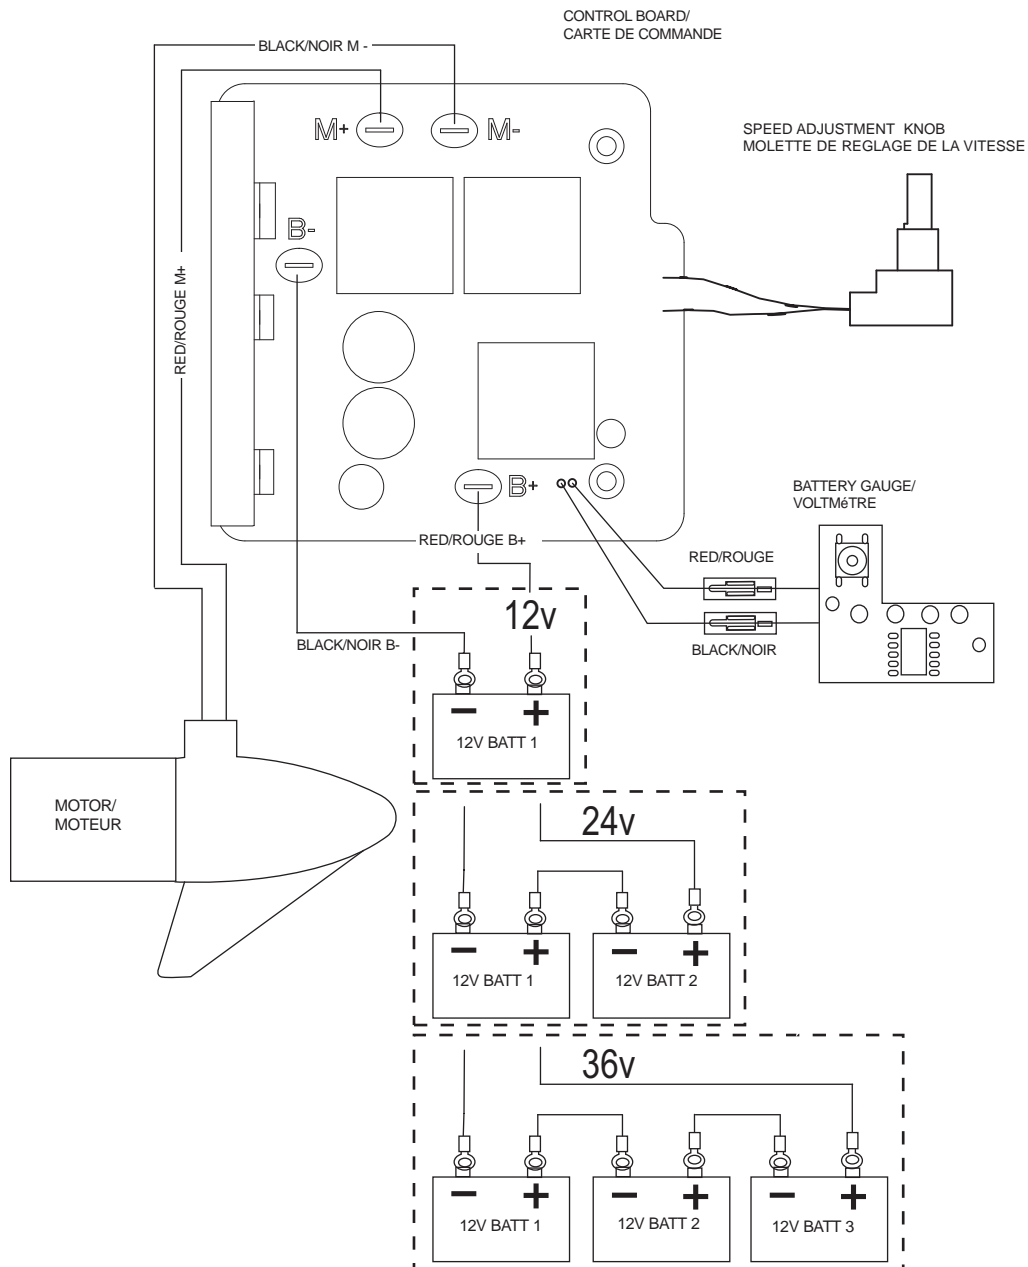 CONTROL BOARD/
CARTE DE COMMANDE
BLACK/NOIR M -
M+
M-
SPEED ADJUSTMENT KNOB
MOLETTE DE REGLAGE DE LA VITESSE
B-
RED/ROUGE M+
B+
BATTERY GAUGE/
VOLTMéTRE
RED/ROUGE B+
RED/ROUGE
12v
BLACK/NOIR B-
BLACK/NOIR
- +
12V BATT 1
MOTOR/
MOTEUR
24v
- + - +
12V BATT 1
12V BATT 2
36v
- + - + - +
12V BATT 1
12V BATT 2
12V BATT 3